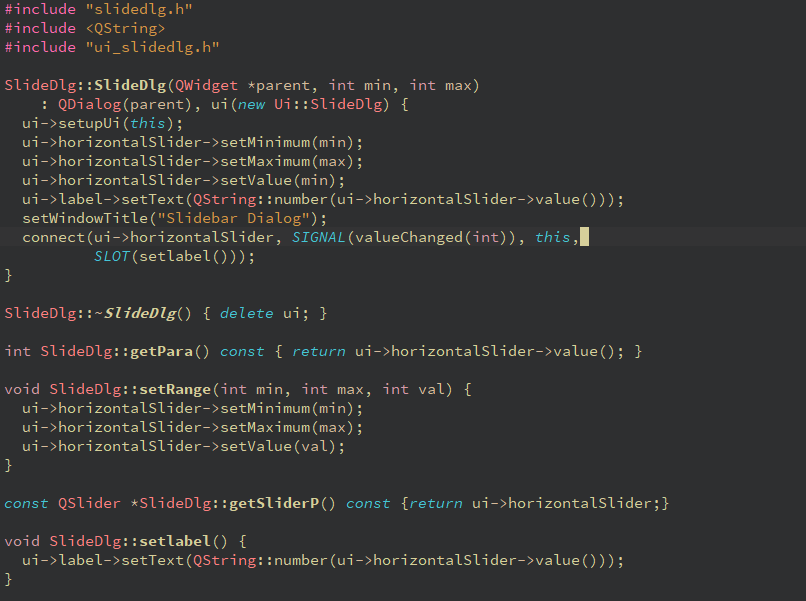 #include "slidedlg.h"
#include <QString>
#include "ui_slidedlg.h"

SlideDlg::SlideDlg(QWidget *parent, int min, int max)
    : QDialog(parent), ui(new Ui::SlideDlg) {
  ui->setupUi(this);
  ui->horizontalSlider->setMinimum(min);
  ui->horizontalSlider->setMaximum(max);
  ui->horizontalSlider->setValue(min);
  ui->label->setText(QString::number(ui->horizontalSlider->value()));
  setWindowTitle("Slidebar Dialog");
  connect(ui->horizontalSlider, SIGNAL(valueChanged(int)), this,
          SLOT(setlabel()));
}

SlideDlg::~SlideDlg() { delete ui; }

int SlideDlg::getPara() const { return ui->horizontalSlider->value(); }

void SlideDlg::setRange(int min, int max, int val) {
  ui->horizontalSlider->setMinimum(min);
  ui->horizontalSlider->setMaximum(max);
  ui->horizontalSlider->setValue(val);
}

const QSlider *SlideDlg::getSliderP() const {return ui->horizontalSlider;}

void SlideDlg::setlabel() {
  ui->label->setText(QString::number(ui->horizontalSlider->value()));
}